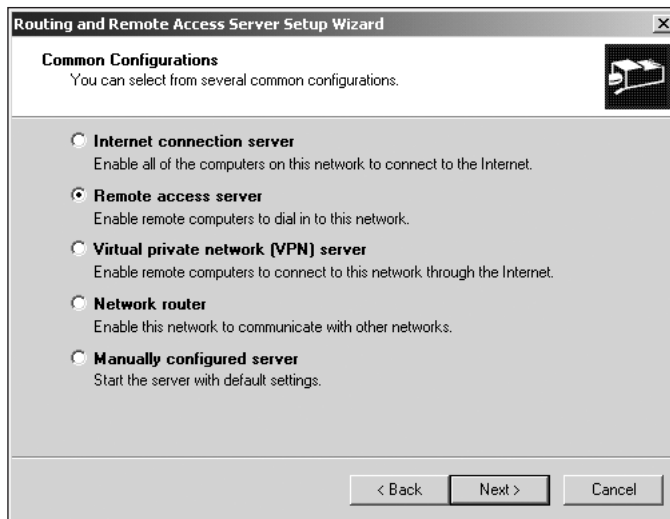 Routing and Remote Access Server Setup Wizard
Common Configurations
You can select from several common configurations.
Internet connection server
Enable all of the computers on this network to connect to the Internet.
Remote access server
Enable remote computers to dial in to this network.
Virtual private network (VPN) server
Enable remote computers to connect to this network through the Internet.
Network router
Enable this network to communicate with other networks.
Manually configured server
Start the server with default settings.
< Back Next > Cancel